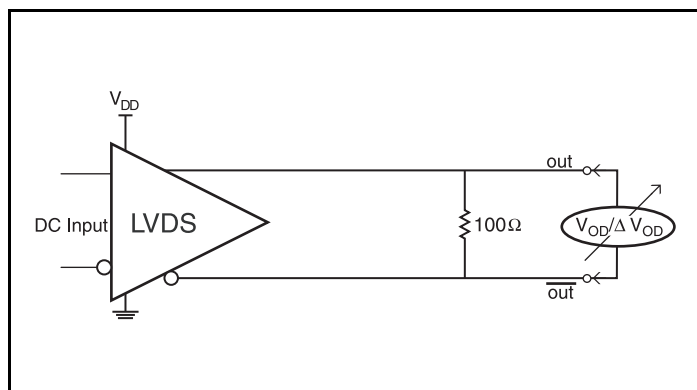 V_DD
out
DC Input LVDS 100Ω V_OD/Δ V_OD
out